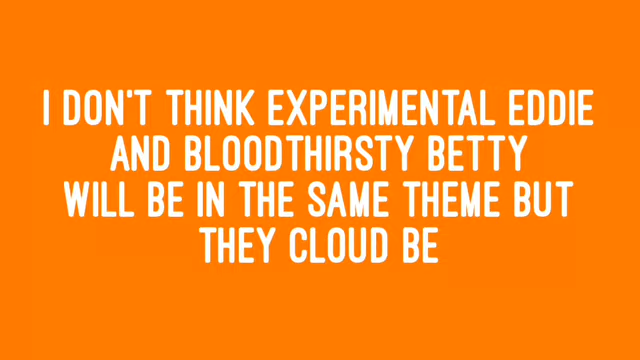 I DON'T THINK EXPERIMENTAL EDDIE
AND BLOODTHIRSTY BETTY
WILL BE IN THE SAME THEME BUT
THEY CLOUD BE